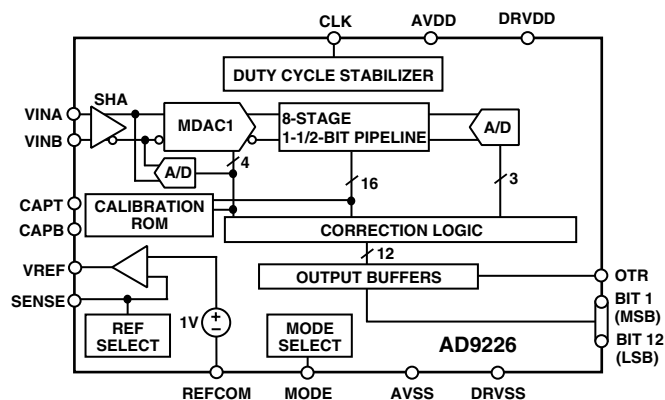 CLK
AVDD
DRVDD
DUTY CYCLE STABILIZER
SHA
VINA
VINB
MDAC1
8-STAGE
1-1/2-BIT PIPELINE
A/D
A/D
4
16
3
CAPT
CAPB
CALIBRATION
ROM
CORRECTION LOGIC
12
VREF
OUTPUT BUFFERS
OTR
SENSE
BIT 1
(MSB)
REF
SELECT
1V
MODE
SELECT
AD9226
BIT 12
(LSB)
REFCOM
MODE
AVSS
DRVSS